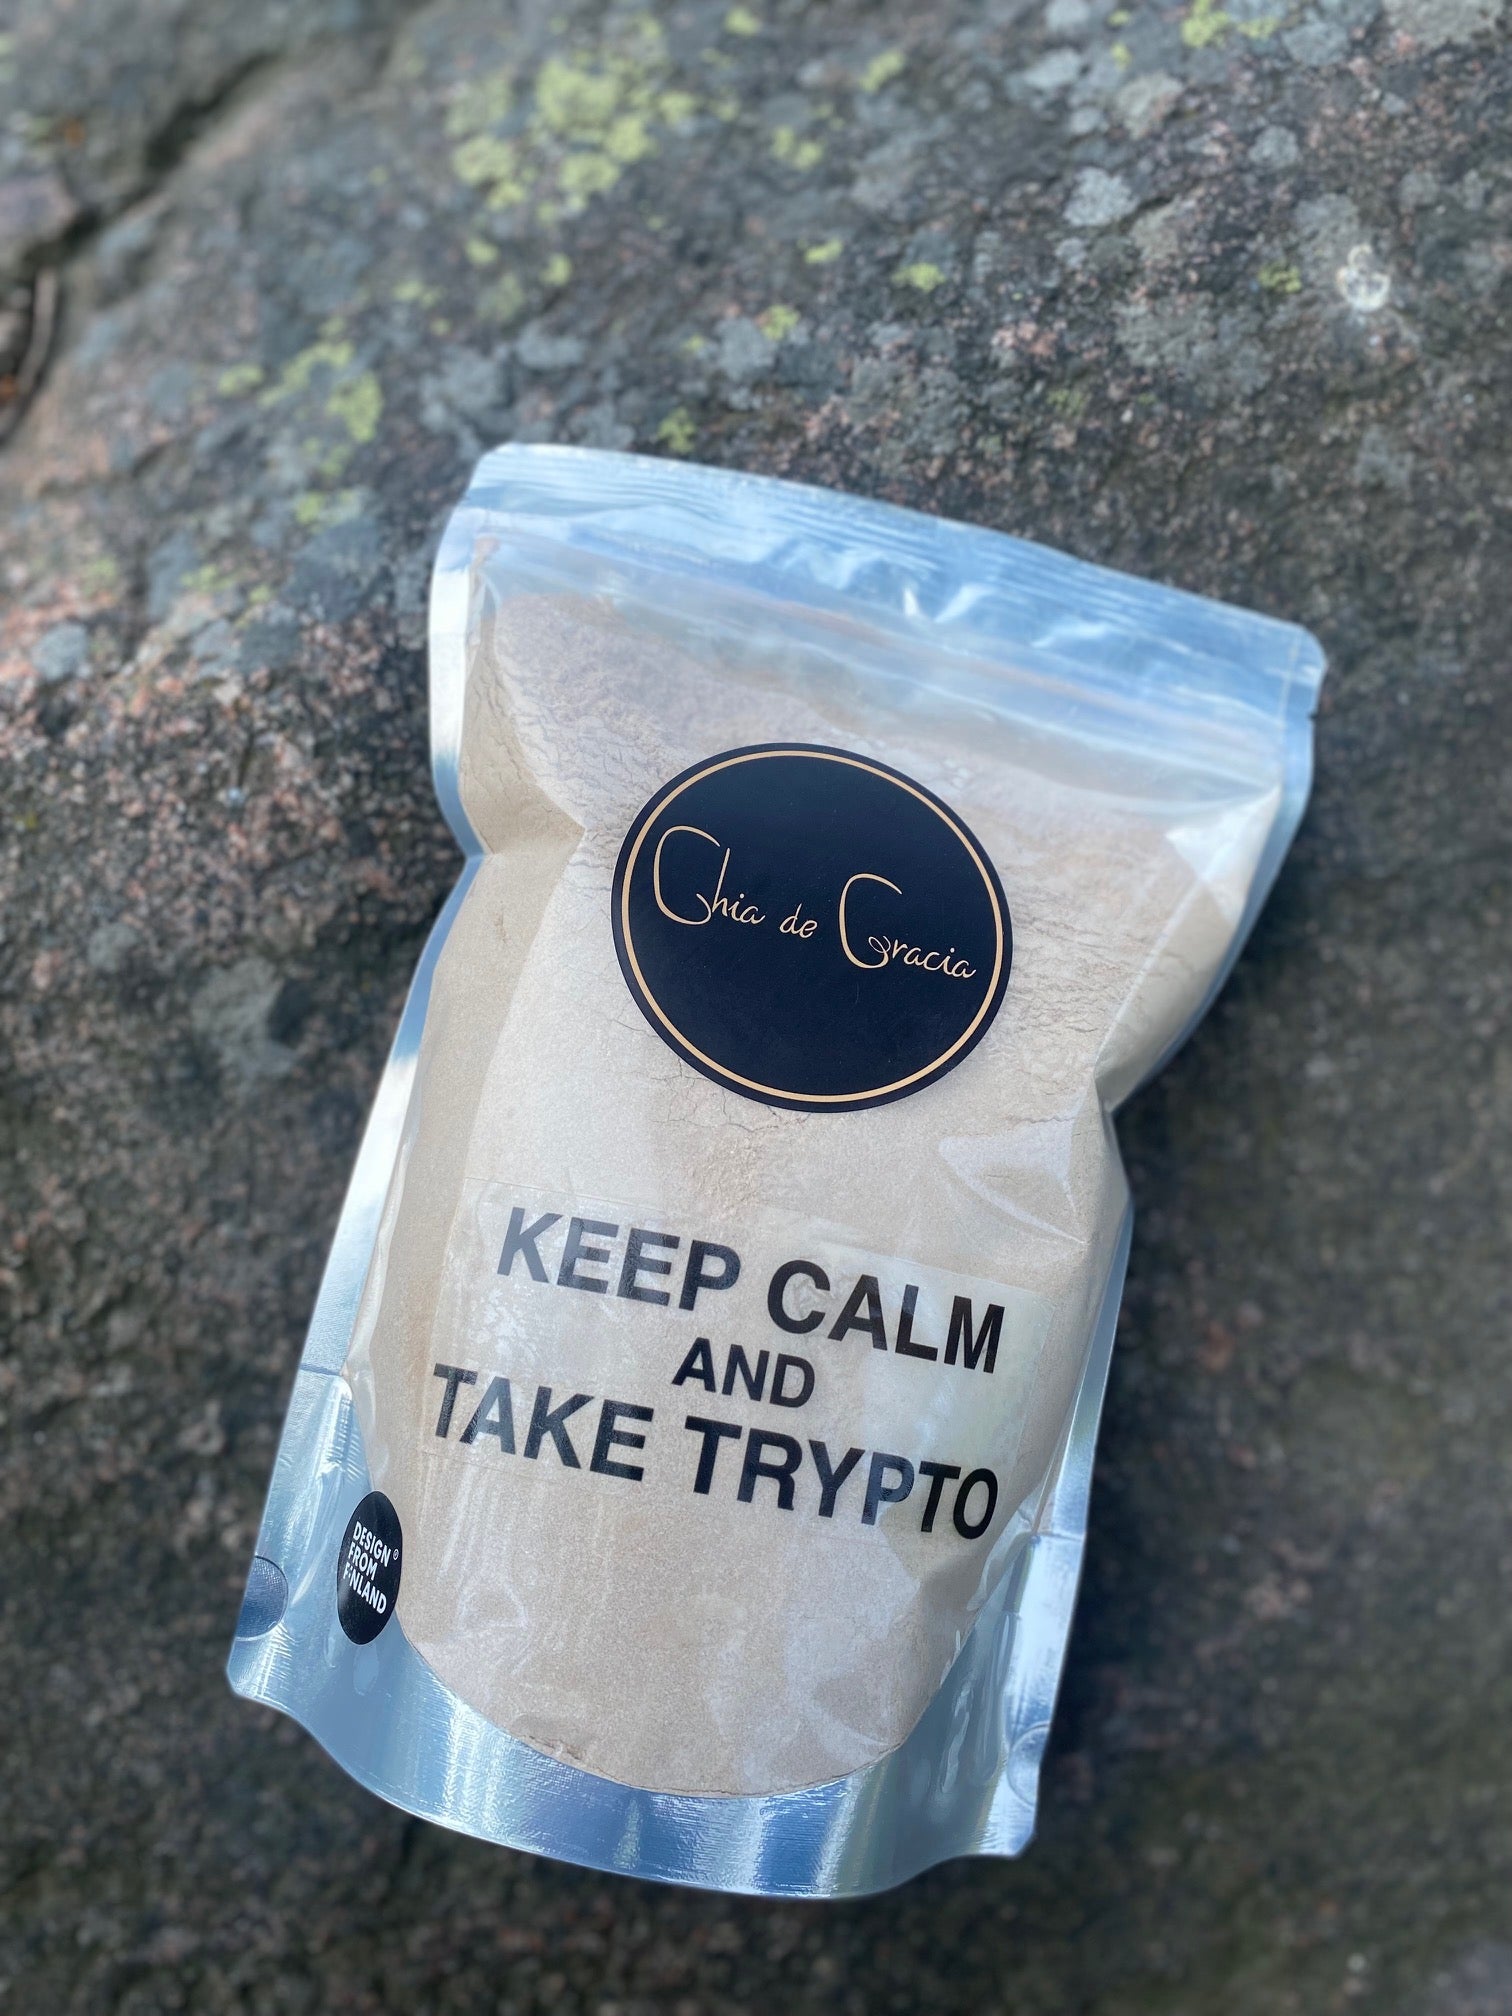 Chia de Gracia
KEEP CALM
AND
TAKE TRYPTO
DESIGN ®
FROM
FINLAND